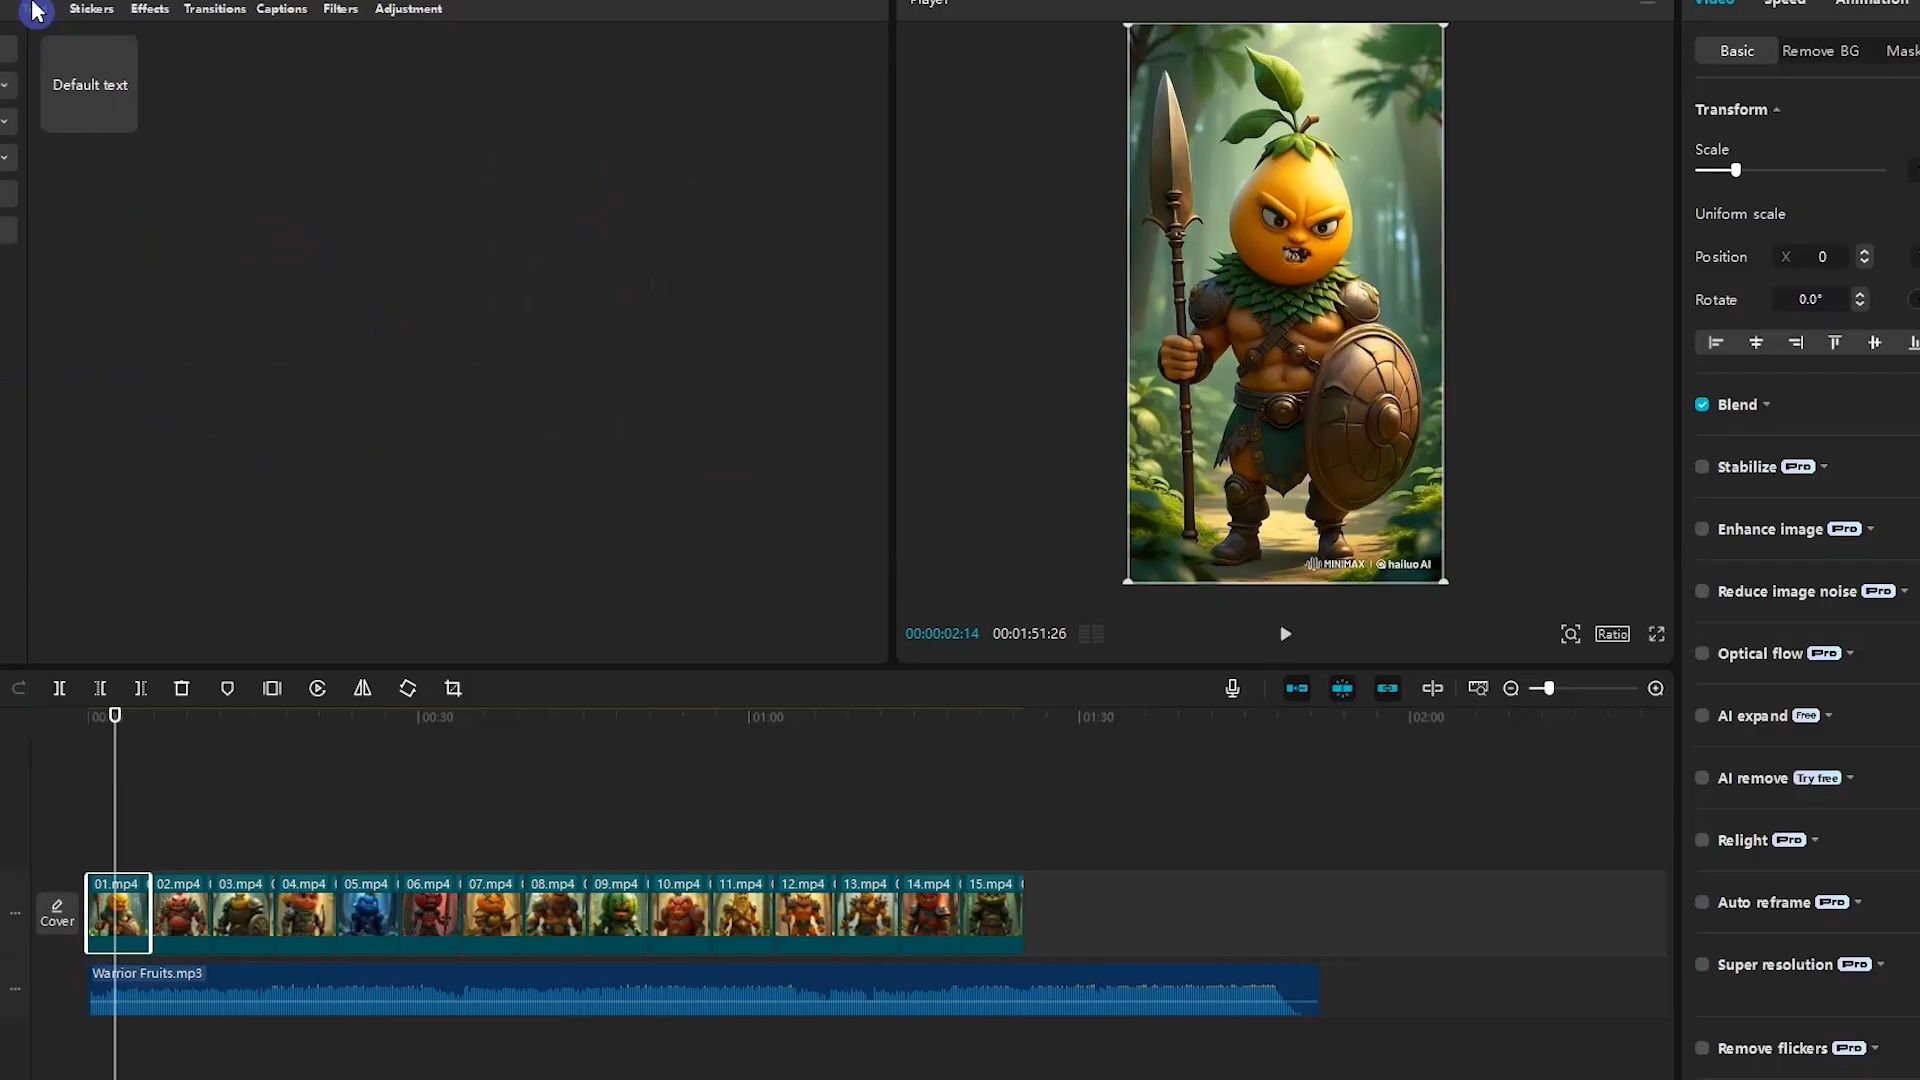 Stickers Effects Transitions Captions Filters Adjustment
Player
Video Speed Animation
Default text
Basic Remove BG Mask
Transform
Scale
Uniform scale
Position X 0
Rotate 0.0°
Blend
Stabilize Pro
Enhance image Pro
Reduce image noise Pro
Optical flow Pro
AI expand Free
AI remove Try free
Relight Pro
Auto reframe Pro
Super resolution Pro
Remove flickers Pro
MINIMAX | hailuo AI
00:00:02:14 00:01:51:26 Ratio
00:30 01:00 01:30 02:00
Cover
01.mp4 02.mp4 03.mp4 04.mp4 05.mp4 06.mp4 07.mp4 08.mp4 09.mp4 10.mp4 11.mp4 12.mp4 13.mp4 14.mp4 15.mp4
Warrior Fruits.mp3